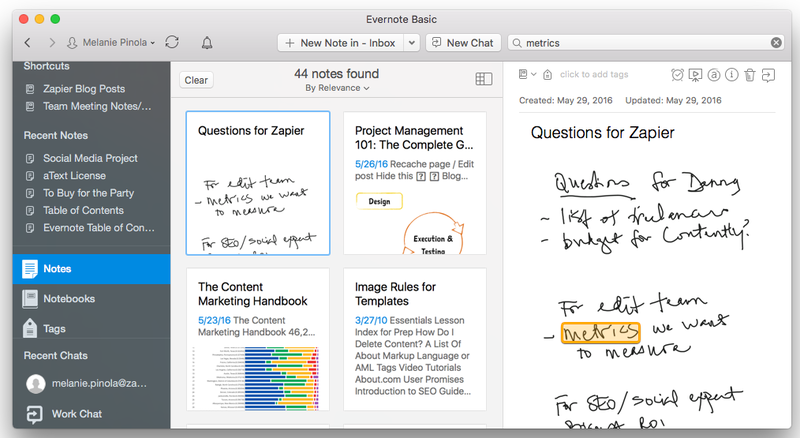 Evernote Basic
Melanie Pinola
New Note in - Inbox
New Chat
metrics
Shortcuts
Zapier Blog Posts
Team Meeting Notes/...
Recent Notes
Social Media Project
aText License
To Buy for the Party
Table of Contents
Evernote Table of Con...
Notes
Notebooks
Tags
Recent Chats
melanie.pinola@za...
Work Chat
Clear
44 notes found
By Relevance
Questions for Zapier
For edit team
- metrics we want
to measure
For SEO/social expert
Project Management
101: The Complete G...
5/26/16 Recache page / Edit
post Hide this ? ? Blog...
Design
Execution &
Testing
The Content
Marketing Handbook
5/23/16 The Content
Marketing Handbook 46,2...
Image Rules for
Templates
3/27/10 Essentials Lesson
Index for Prep How Do I
Delete Content? A List Of
About Markup Language or
AML Tags Video Tutorials
About.com User Promises
Introduction to SEO Guide...
click to add tags
Created: May 29, 2016 Updated: May 29, 2016
Questions for Zapier
Questions for Danny
- list of freelancers
- budget for Contently?
For edit team
- metrics we want
to measure
For SEO/social expert
ROI